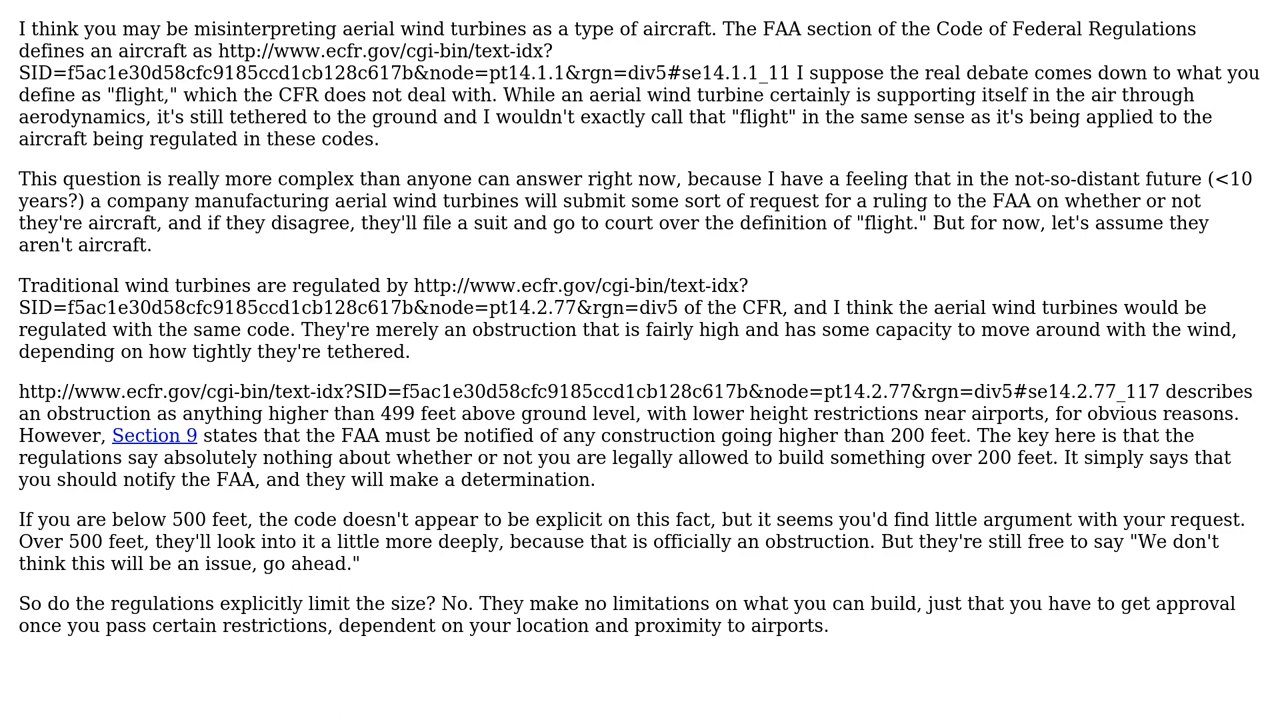 I think you may be misinterpreting aerial wind turbines as a type of aircraft. The FAA section of the Code of Federal Regulations
defines an aircraft as http://www.ecfr.gov/cgi-bin/text-idx?
SID=f5ac1e30d58cfc9185ccd1cb128c617b&node=pt14.1.1&rgn=div5#se14.1.1_11 I suppose the real debate comes down to what you
define as "flight," which the CFR does not deal with. While an aerial wind turbine certainly is supporting itself in the air through
aerodynamics, it's still tethered to the ground and I wouldn't exactly call that "flight" in the same sense as it's being applied to the
aircraft being regulated in these codes.
This question is really more complex than anyone can answer right now, because I have a feeling that in the not-so-distant future (<10
years?) a company manufacturing aerial wind turbines will submit some sort of request for a ruling to the FAA on whether or not
they're aircraft, and if they disagree, they'll file a suit and go to court over the definition of "flight." But for now, let's assume they
aren't aircraft.
Traditional wind turbines are regulated by http://www.ecfr.gov/cgi-bin/text-idx?
SID=f5ac1e30d58cfc9185ccd1cb128c617b&node=pt14.2.77&rgn=div5 of the CFR, and I think the aerial wind turbines would be
regulated with the same code. They're merely an obstruction that is fairly high and has some capacity to move around with the wind,
depending on how tightly they're tethered.
http://www.ecfr.gov/cgi-bin/text-idx?SID=f5ac1e30d58cfc9185ccd1cb128c617b&node=pt14.2.77&rgn=div5#se14.2.77_117 describes
an obstruction as anything higher than 499 feet above ground level, with lower height restrictions near airports, for obvious reasons.
However, Section 9 states that the FAA must be notified of any construction going higher than 200 feet. The key here is that the
regulations say absolutely nothing about whether or not you are legally allowed to build something over 200 feet. It simply says that
you should notify the FAA, and they will make a determination.
If you are below 500 feet, the code doesn't appear to be explicit on this fact, but it seems you'd find little argument with your request.
Over 500 feet, they'll look into it a little more deeply, because that is officially an obstruction. But they're still free to say "We don't
think this will be an issue, go ahead."
So do the regulations explicitly limit the size? No. They make no limitations on what you can build, just that you have to get approval
once you pass certain restrictions, dependent on your location and proximity to airports.